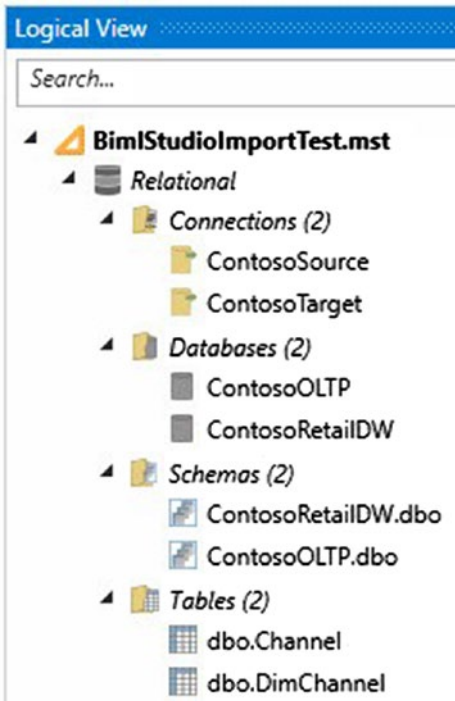 Logical View
Search...
BimlStudioImportTest.mst
Relational
Connections (2)
ContosoSource
ContosoTarget
Databases (2)
ContosoOLTP
ContosoRetailDW
Schemas (2)
ContosoRetailDW.dbo
ContosoOLTP.dbo
Tables (2)
dbo.Channel
dbo.DimChannel